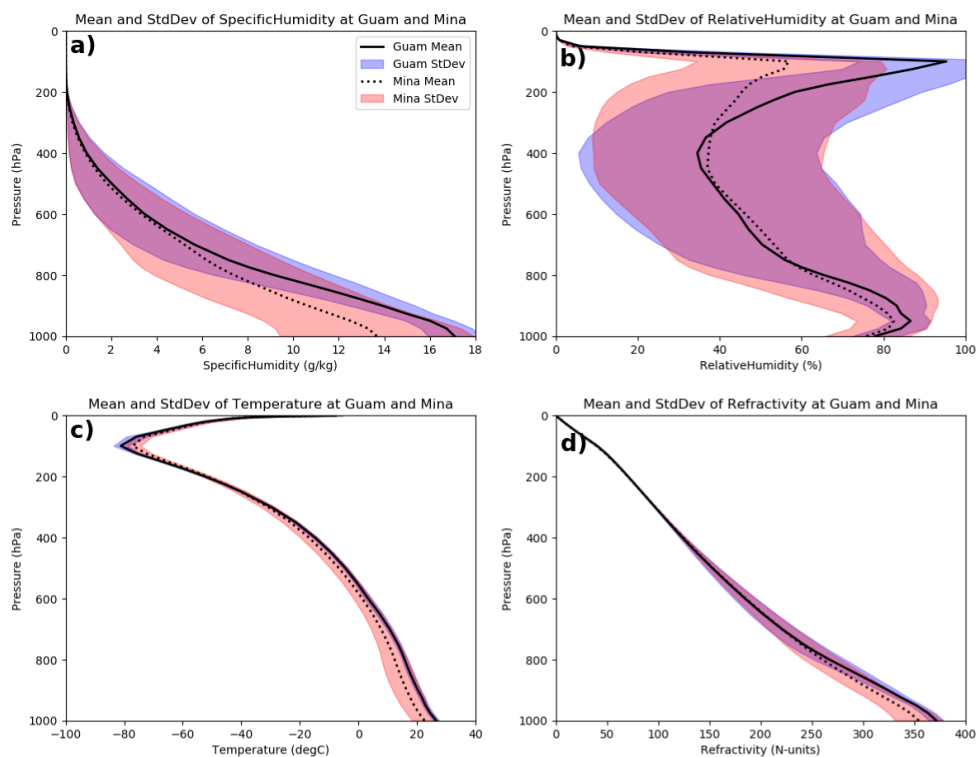 Mean and StdDev of SpecificHumidity at Guam and Mina
a)
Guam Mean
Guam StDev
Mina Mean
Mina StDev
0
200
400
600
800
1000
Pressure (hPa)
0 2 4 6 8 10 12 14 16 18
SpecificHumidity (g/kg)
Mean and StdDev of RelativeHumidity at Guam and Mina
b)
0
200
400
600
800
1000
Pressure (hPa)
0 20 40 60 80 100
RelativeHumidity (%)
Mean and StdDev of Temperature at Guam and Mina
c)
0
200
400
600
800
1000
Pressure (hPa)
−100 −80 −60 −40 −20 0 20 40
Temperature (degC)
Mean and StdDev of Refractivity at Guam and Mina
d)
0
200
400
600
800
1000
Pressure (hPa)
0 50 100 150 200 250 300 350 400
Refractivity (N-units)